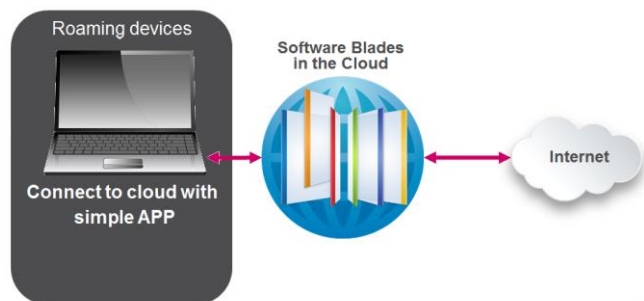 Roaming devices
Connect to cloud with
simple APP
Software Blades
in the Cloud
Internet